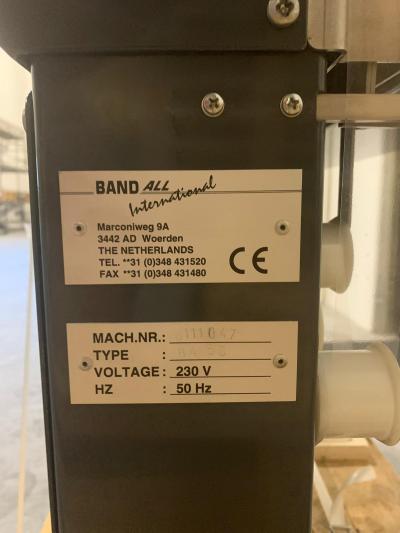 BAND ALL
International
Marconiweg 9A
3442 AD Woerden
THE NETHERLANDS
TEL. **31 (0)348 431520
FAX **31 (0)348 431480
CE
MACH.NR.:
TYPE :
VOLTAGE : 230 V
HZ : 50 Hz